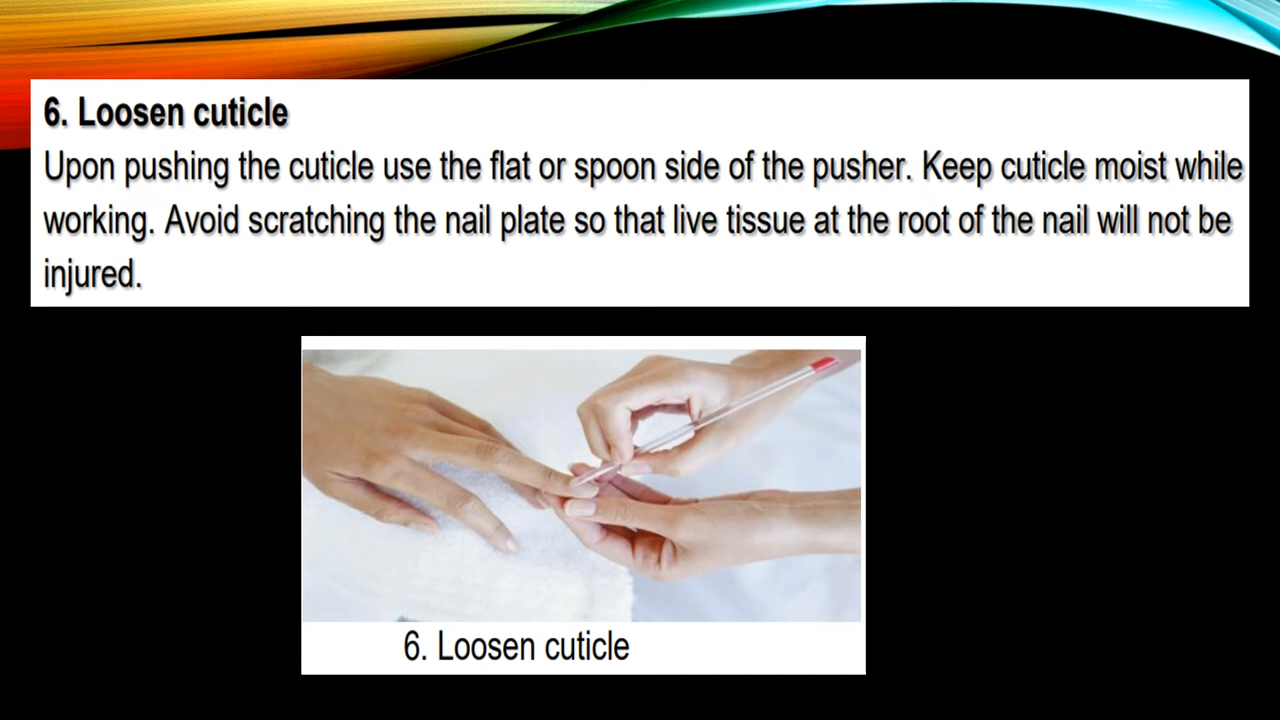 6. Loosen cuticle
Upon pushing the cuticle use the flat or spoon side of the pusher. Keep cuticle moist while
working. Avoid scratching the nail plate so that live tissue at the root of the nail will not be
injured.
6. Loosen cuticle